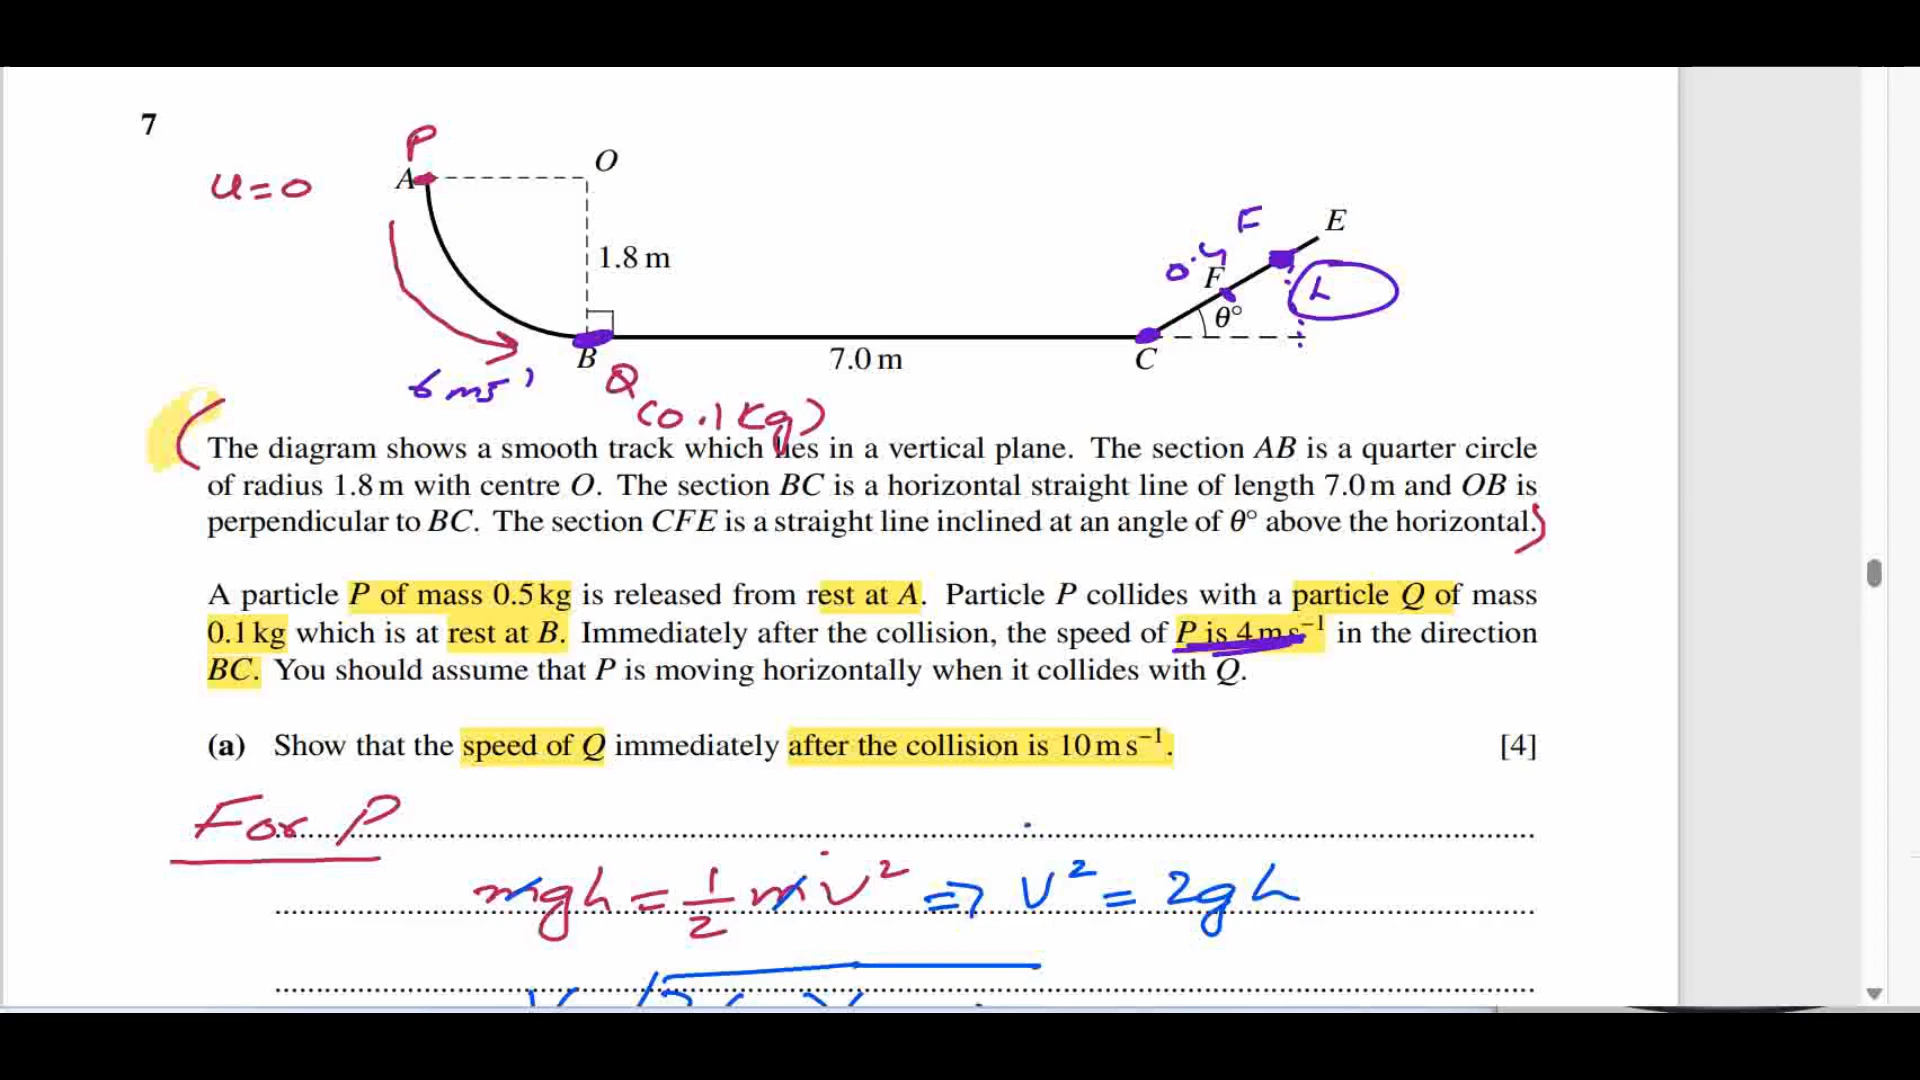 7
P
O
u=0
A
F
E
0.4
1.8 m
F
L
θ°
B
7.0 m
C
6 ms⁻¹
Q
(0.1 kg)
The diagram shows a smooth track which lies in a vertical plane. The section AB is a quarter circle
of radius 1.8 m with centre O. The section BC is a horizontal straight line of length 7.0 m and OB is
perpendicular to BC. The section CFE is a straight line inclined at an angle of θ° above the horizontal.
A particle P of mass 0.5 kg is released from rest at A. Particle P collides with a particle Q of mass
0.1 kg which is at rest at B. Immediately after the collision, the speed of P is 4 m s⁻¹ in the direction
BC. You should assume that P is moving horizontally when it collides with Q.
(a) Show that the speed of Q immediately after the collision is 10 m s⁻¹. [4]
For P
mgh = 1/2 mv² => v² = 2gh